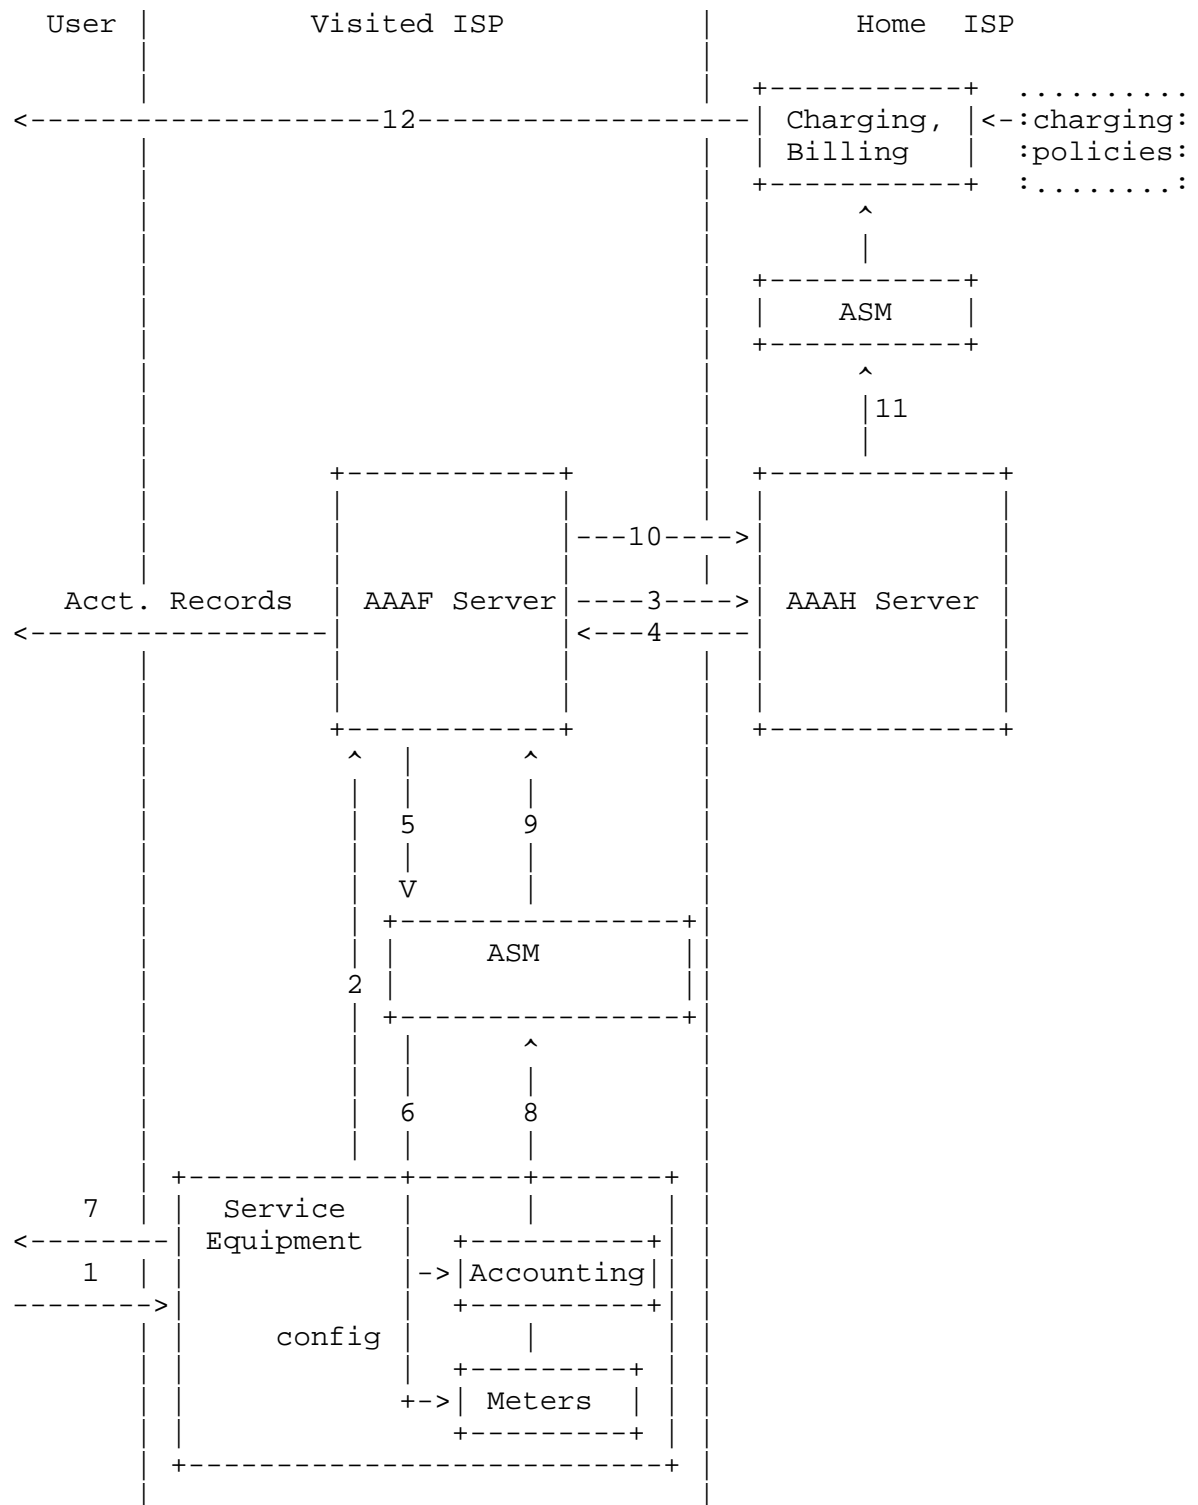 User Visited ISP Home ISP
12 Charging, charging
Billing policies
ASM
11
10
Acct. Records AAAF Server 3 AAAH Server
4
5 9
ASM
2
6 8
7 Service
Equipment
1 Accounting
config
Meters